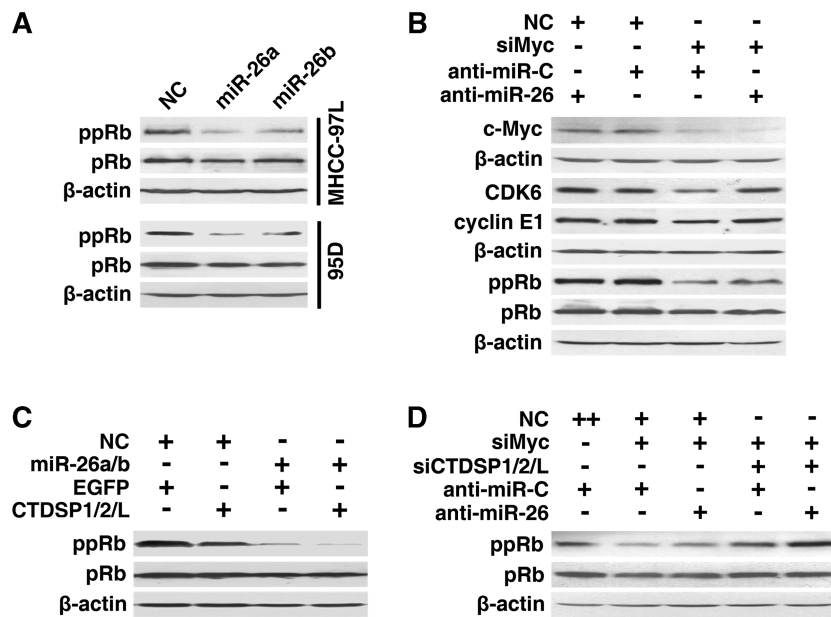 A
NC miR-26a miR-26b
ppRb
pRb
β-actin
MHCC-97L
ppRb
pRb
β-actin
95D
B
NC + + - -
siMyc - - + +
anti-miR-C - + + -
anti-miR-26 + - - +
c-Myc
β-actin
CDK6
cyclin E1
β-actin
ppRb
pRb
β-actin
C
NC + + - -
miR-26a/b - - + +
EGFP + - + -
CTDSP1/2/L - + - +
ppRb
pRb
β-actin
D
NC ++ + + - -
siMyc - + + + +
siCTDSP1/2/L - - - + +
anti-miR-C + + - + -
anti-miR-26 - - + - +
ppRb
pRb
β-actin